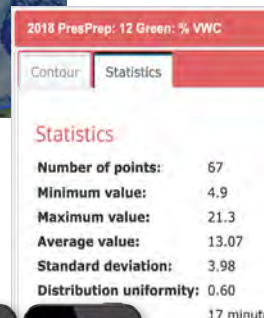 2018 PresPrep: 12 Green: % VWC
Contour Statistics
Statistics
Number of points: 67
Minimum value: 4.9
Maximum value: 21.3
Average value: 13.07
Standard deviation: 3.98
Distribution uniformity: 0.60
17